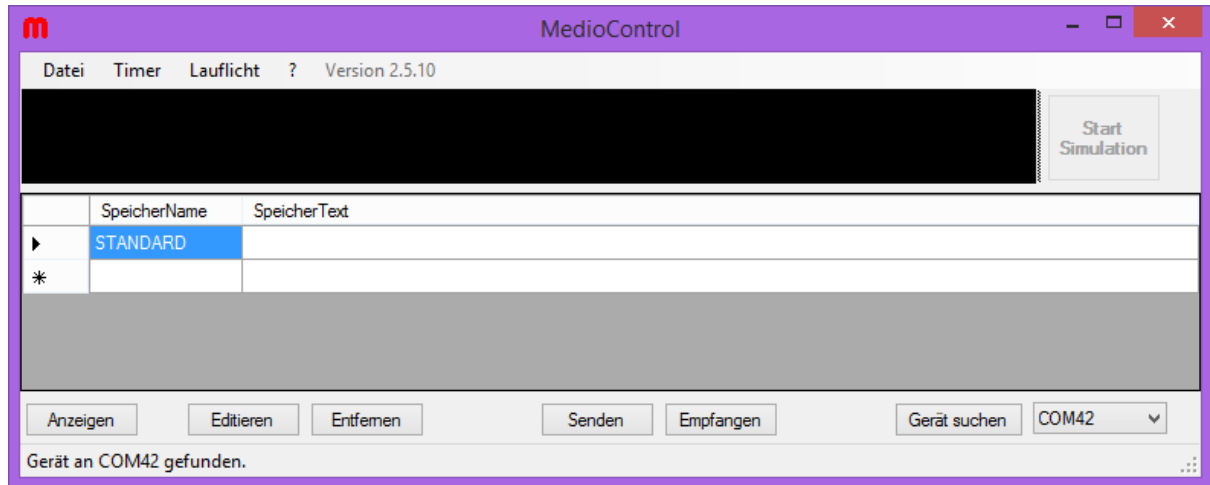 m MedioControl
Datei Timer Lauflicht ? Version 2.5.10
Start
Simulation
SpeicherName SpeicherText
STANDARD
Anzeigen Editieren Entfernen Senden Empfangen Gerät suchen COM42
Gerät an COM42 gefunden.